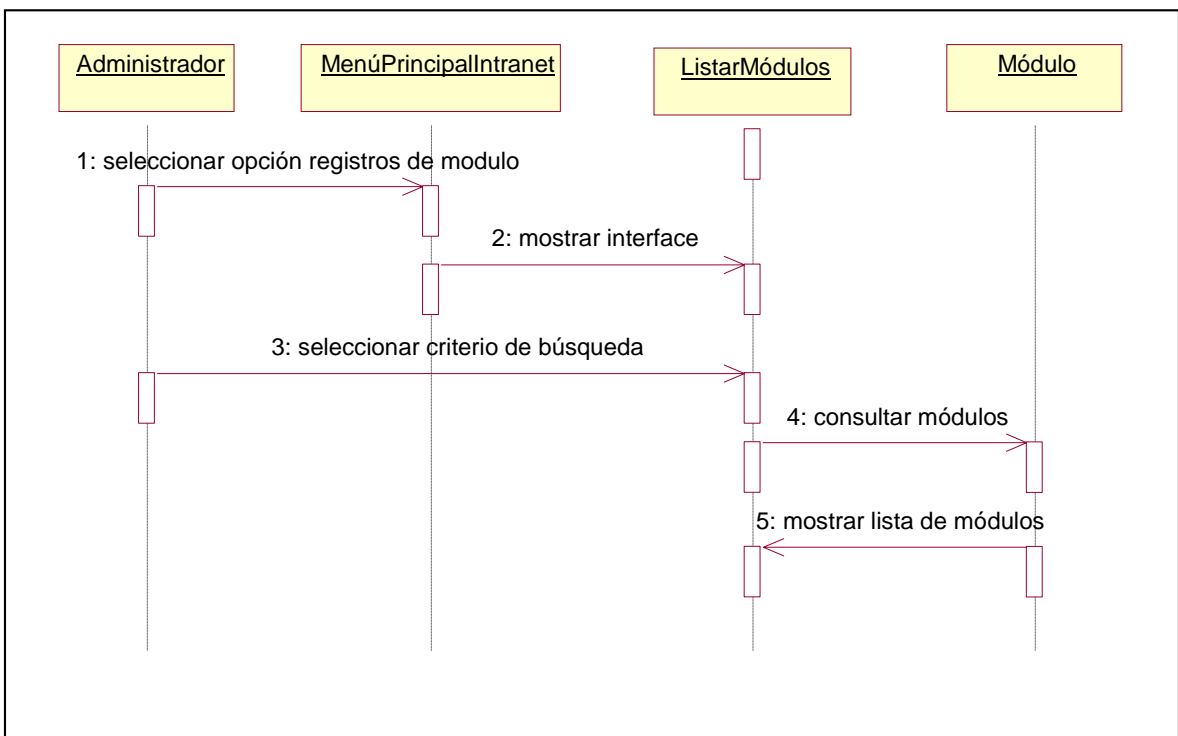 Administrador
MenúPrincipalIntranet
ListarMódulos
Módulo
1: seleccionar opción registros de modulo
2: mostrar interface
3: seleccionar criterio de búsqueda
4: consultar módulos
5: mostrar lista de módulos